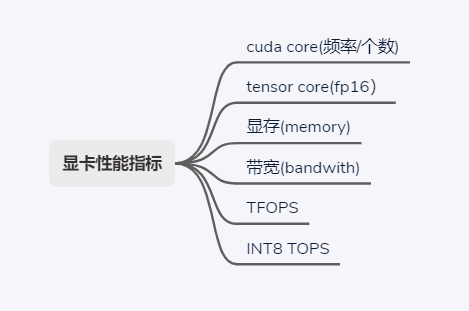 cuda core(频率/个数)
tensor core(fp16）
显存(memory)
显卡性能指标
带宽(bandwith)
TFOPS
INT8 TOPS